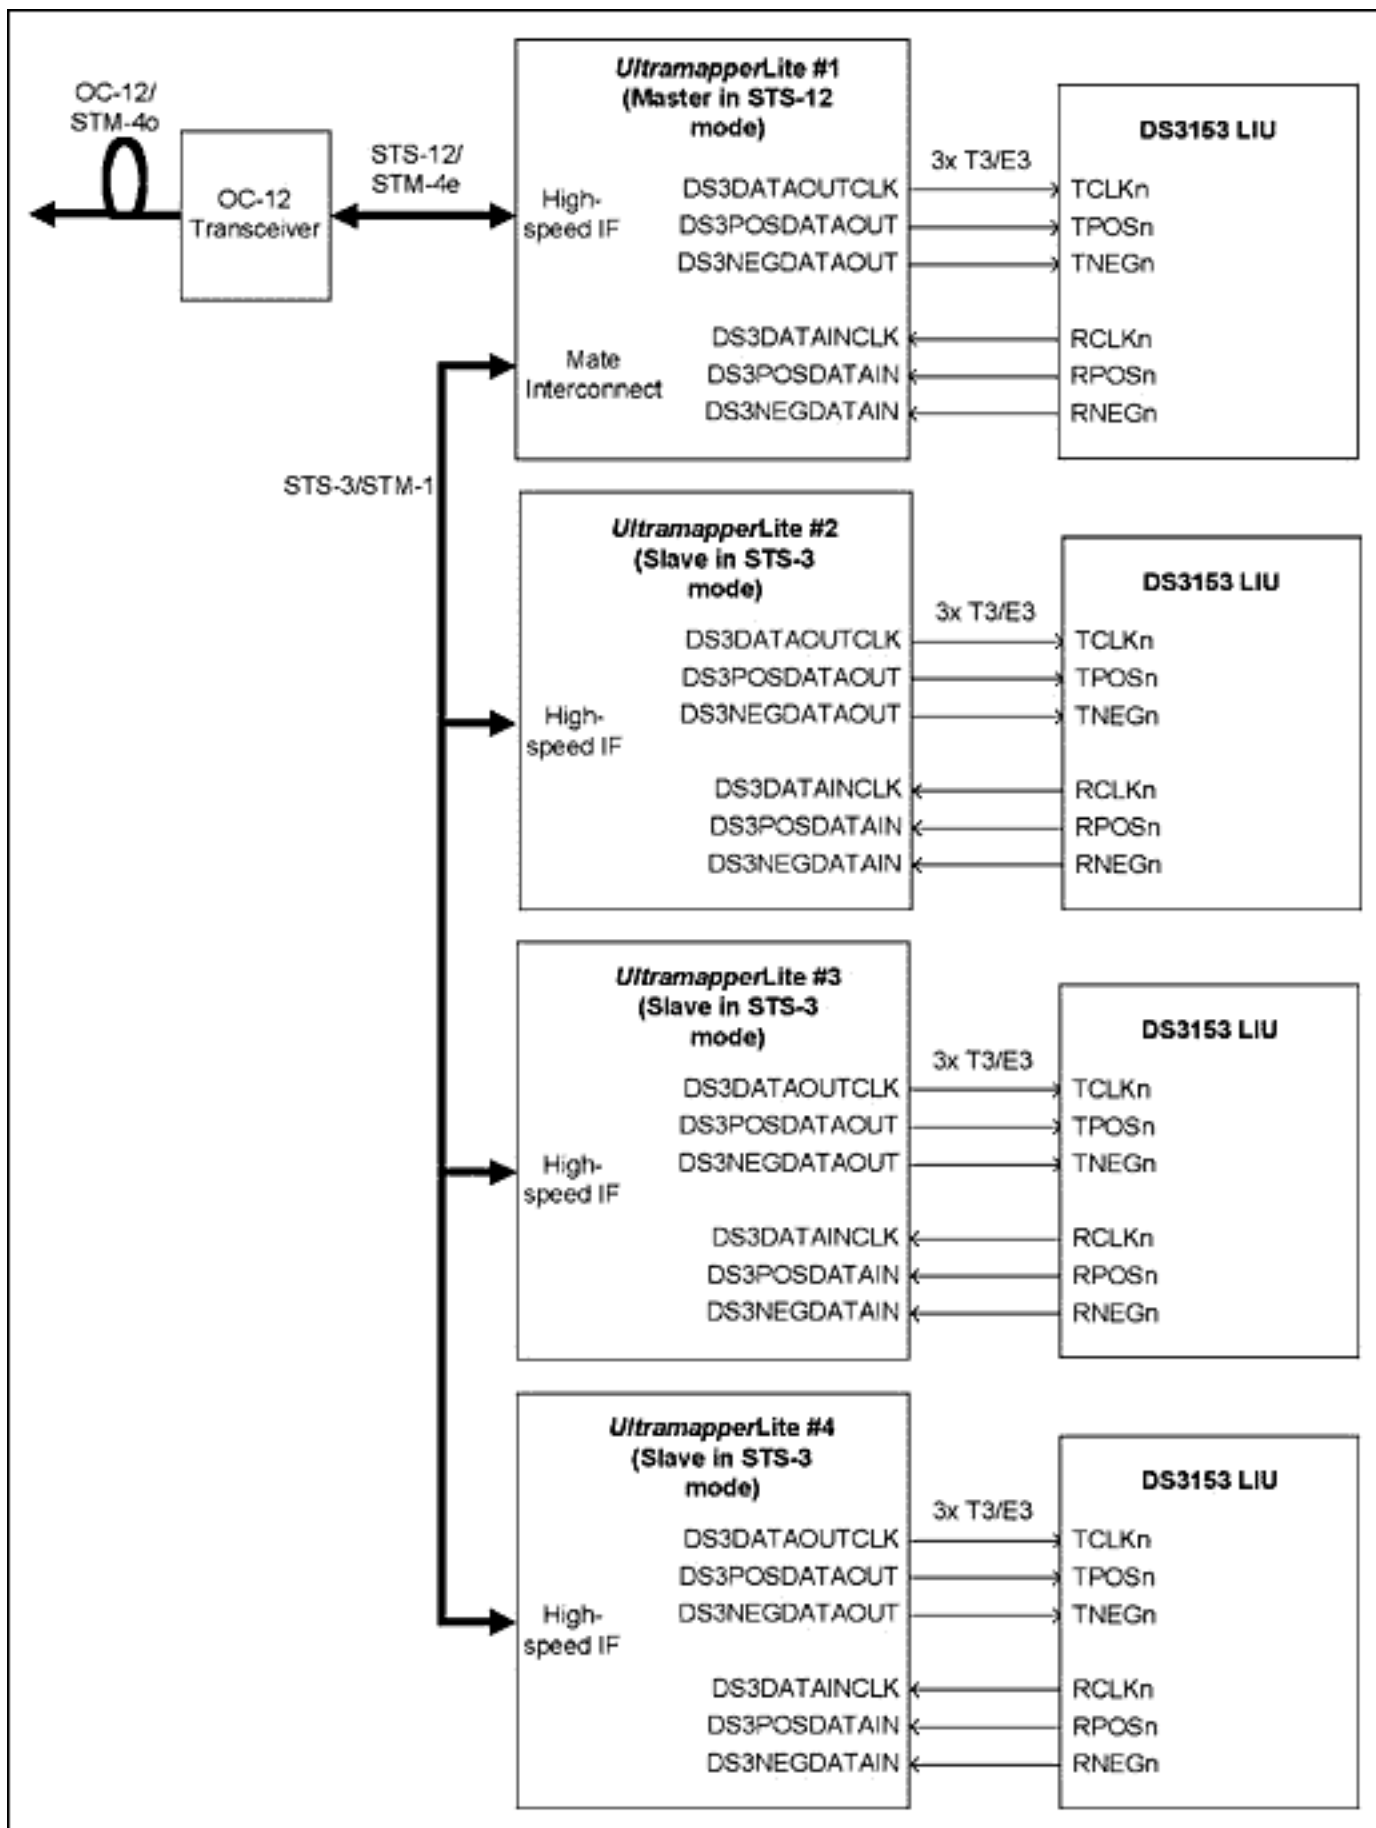 OC-12/
STM-4o
OC-12
Transceiver
STS-12/
STM-4e
UltramapperLite #1
(Master in STS-12
mode)
High-
speed IF
Mate
Interconnect
DS3DATAOUTCLK
DS3POSDATAOUT
DS3NEGDATAOUT
DS3DATAINCLK
DS3POSDATAIN
DS3NEGDATAIN
3x T3/E3
DS3153 LIU
TCLKn
TPOSn
TNEGn
RCLKn
RPOSn
RNEGn
STS-3/STM-1
UltramapperLite #2
(Slave in STS-3
mode)
High-
speed IF
DS3DATAOUTCLK
DS3POSDATAOUT
DS3NEGDATAOUT
DS3DATAINCLK
DS3POSDATAIN
DS3NEGDATAIN
3x T3/E3
DS3153 LIU
TCLKn
TPOSn
TNEGn
RCLKn
RPOSn
RNEGn
UltramapperLite #3
(Slave in STS-3
mode)
High-
speed IF
DS3DATAOUTCLK
DS3POSDATAOUT
DS3NEGDATAOUT
DS3DATAINCLK
DS3POSDATAIN
DS3NEGDATAIN
3x T3/E3
DS3153 LIU
TCLKn
TPOSn
TNEGn
RCLKn
RPOSn
RNEGn
UltramapperLite #4
(Slave in STS-3
mode)
High-
speed IF
DS3DATAOUTCLK
DS3POSDATAOUT
DS3NEGDATAOUT
DS3DATAINCLK
DS3POSDATAIN
DS3NEGDATAIN
3x T3/E3
DS3153 LIU
TCLKn
TPOSn
TNEGn
RCLKn
RPOSn
RNEGn